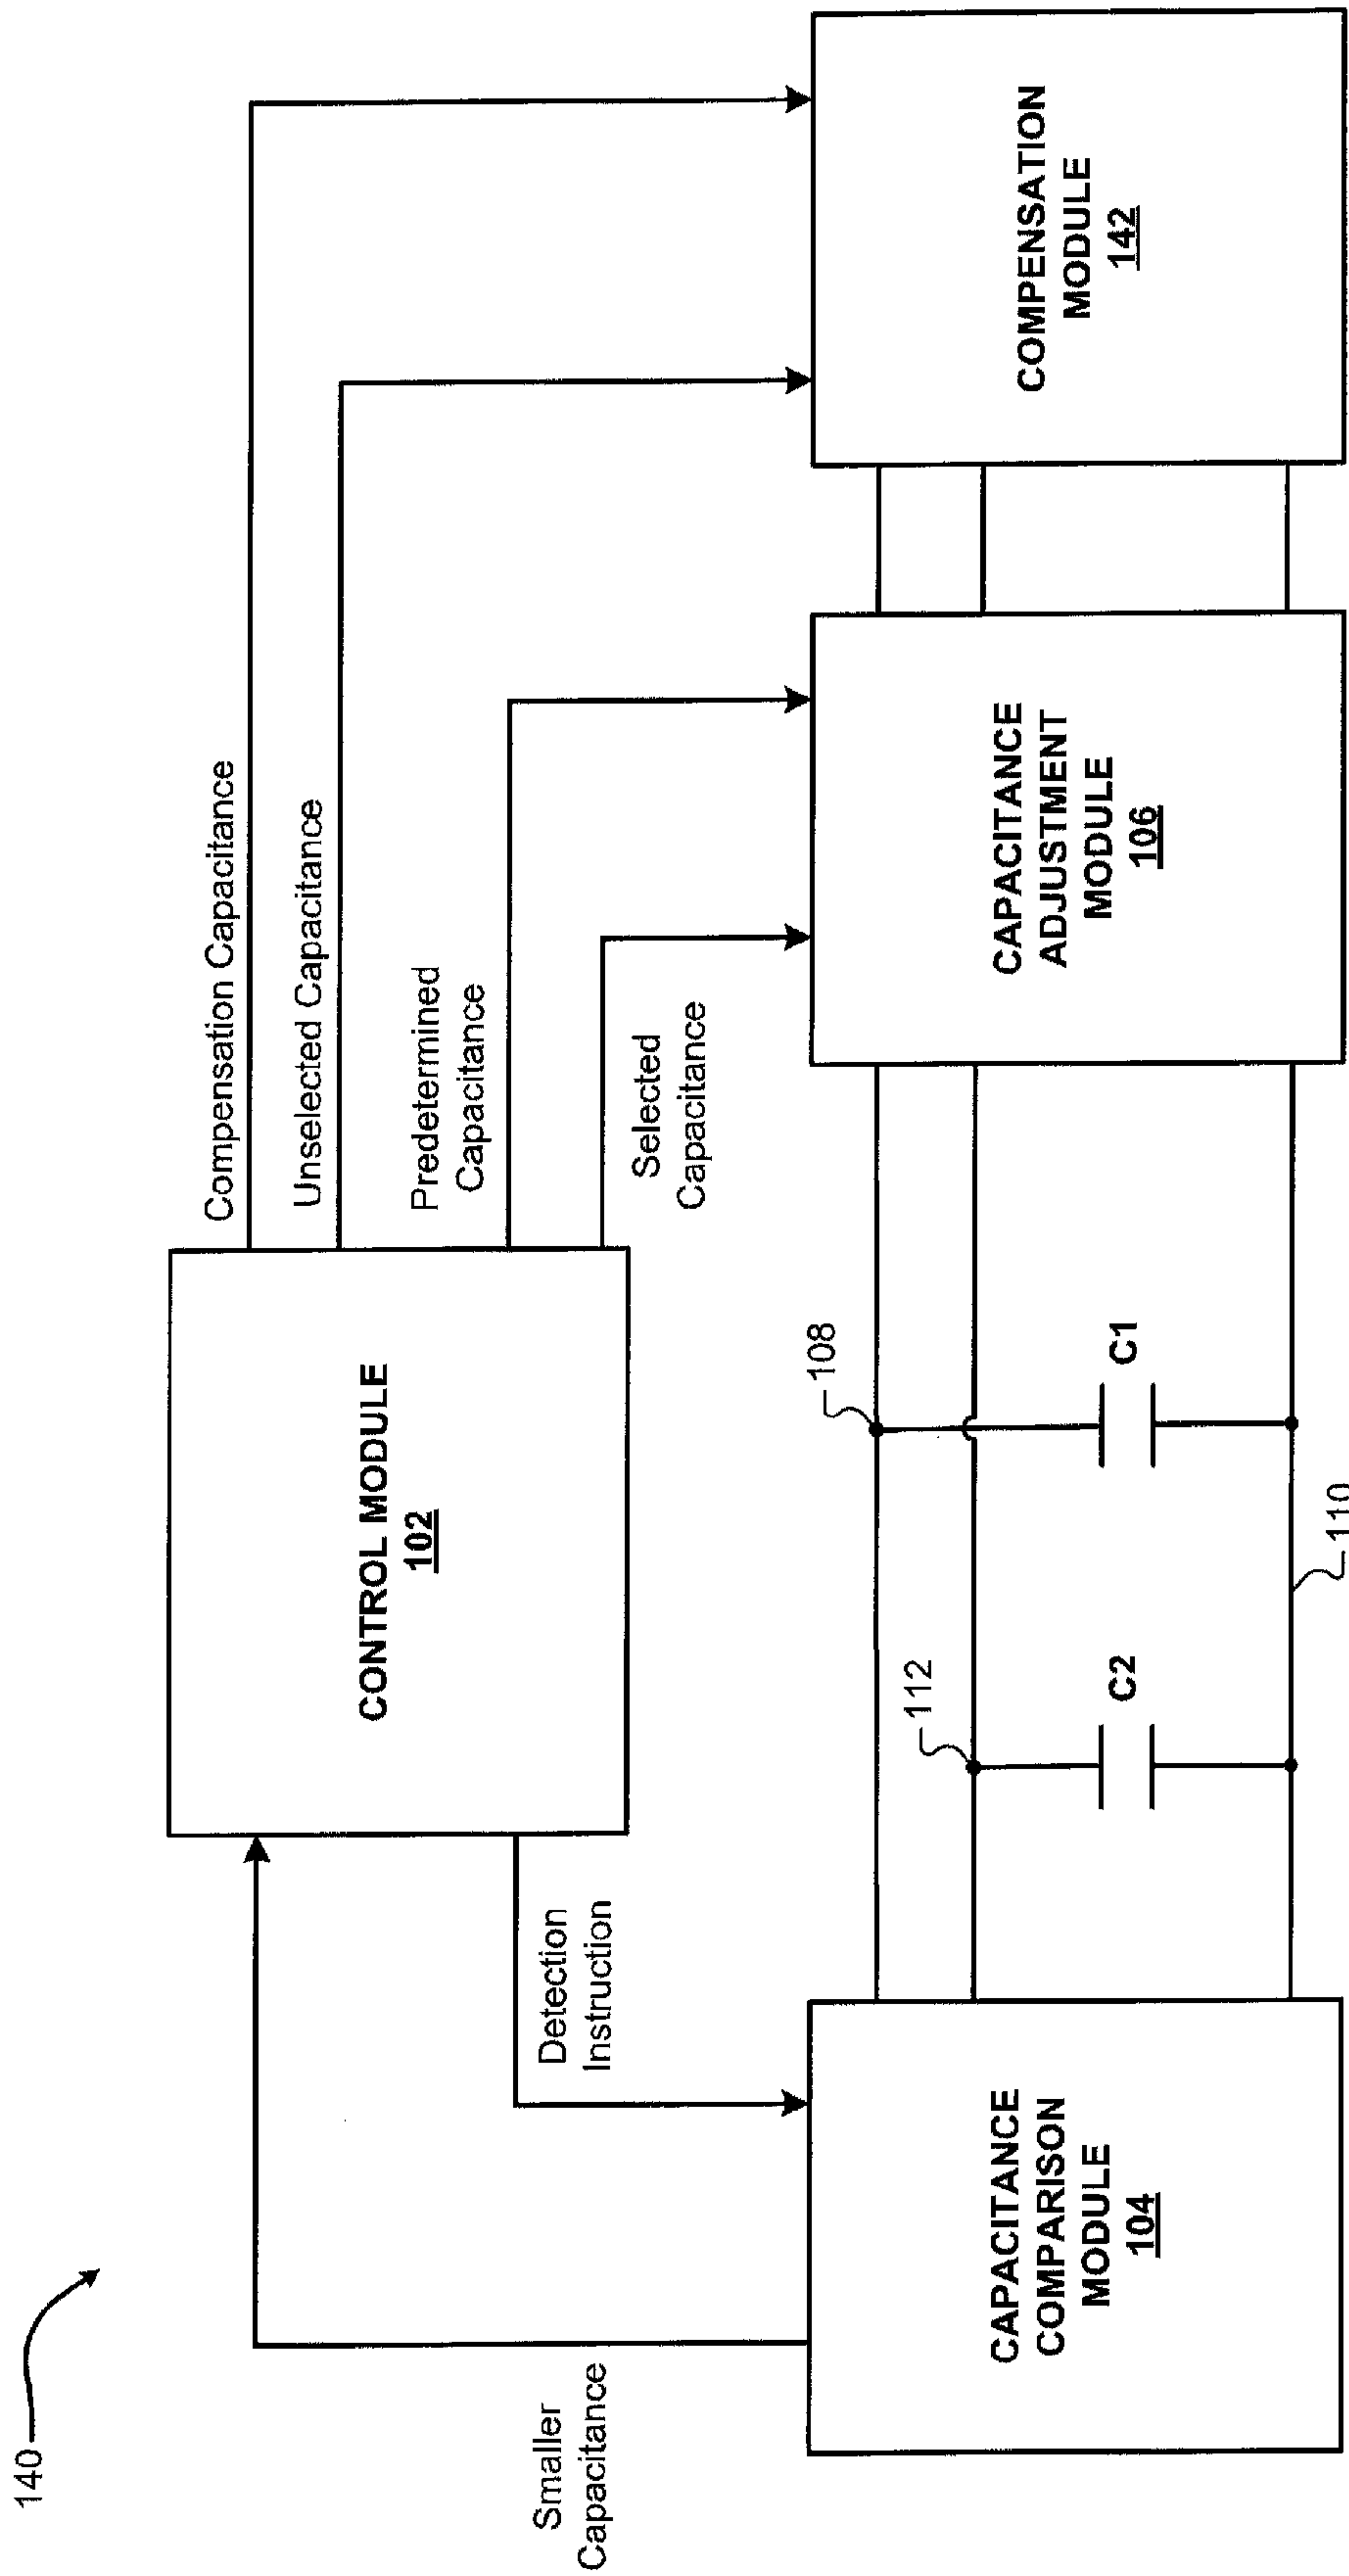 140
Compensation Capacitance
Unselected Capacitance
Predetermined
Capacitance
Selected
Capacitance
CONTROL MODULE
102
Smaller
Capacitance
Detection
Instruction
108
112
C2
C1
110
CAPACITANCE
COMPARISON
MODULE
104
CAPACITANCE
ADJUSTMENT
MODULE
106
COMPENSATION
MODULE
142